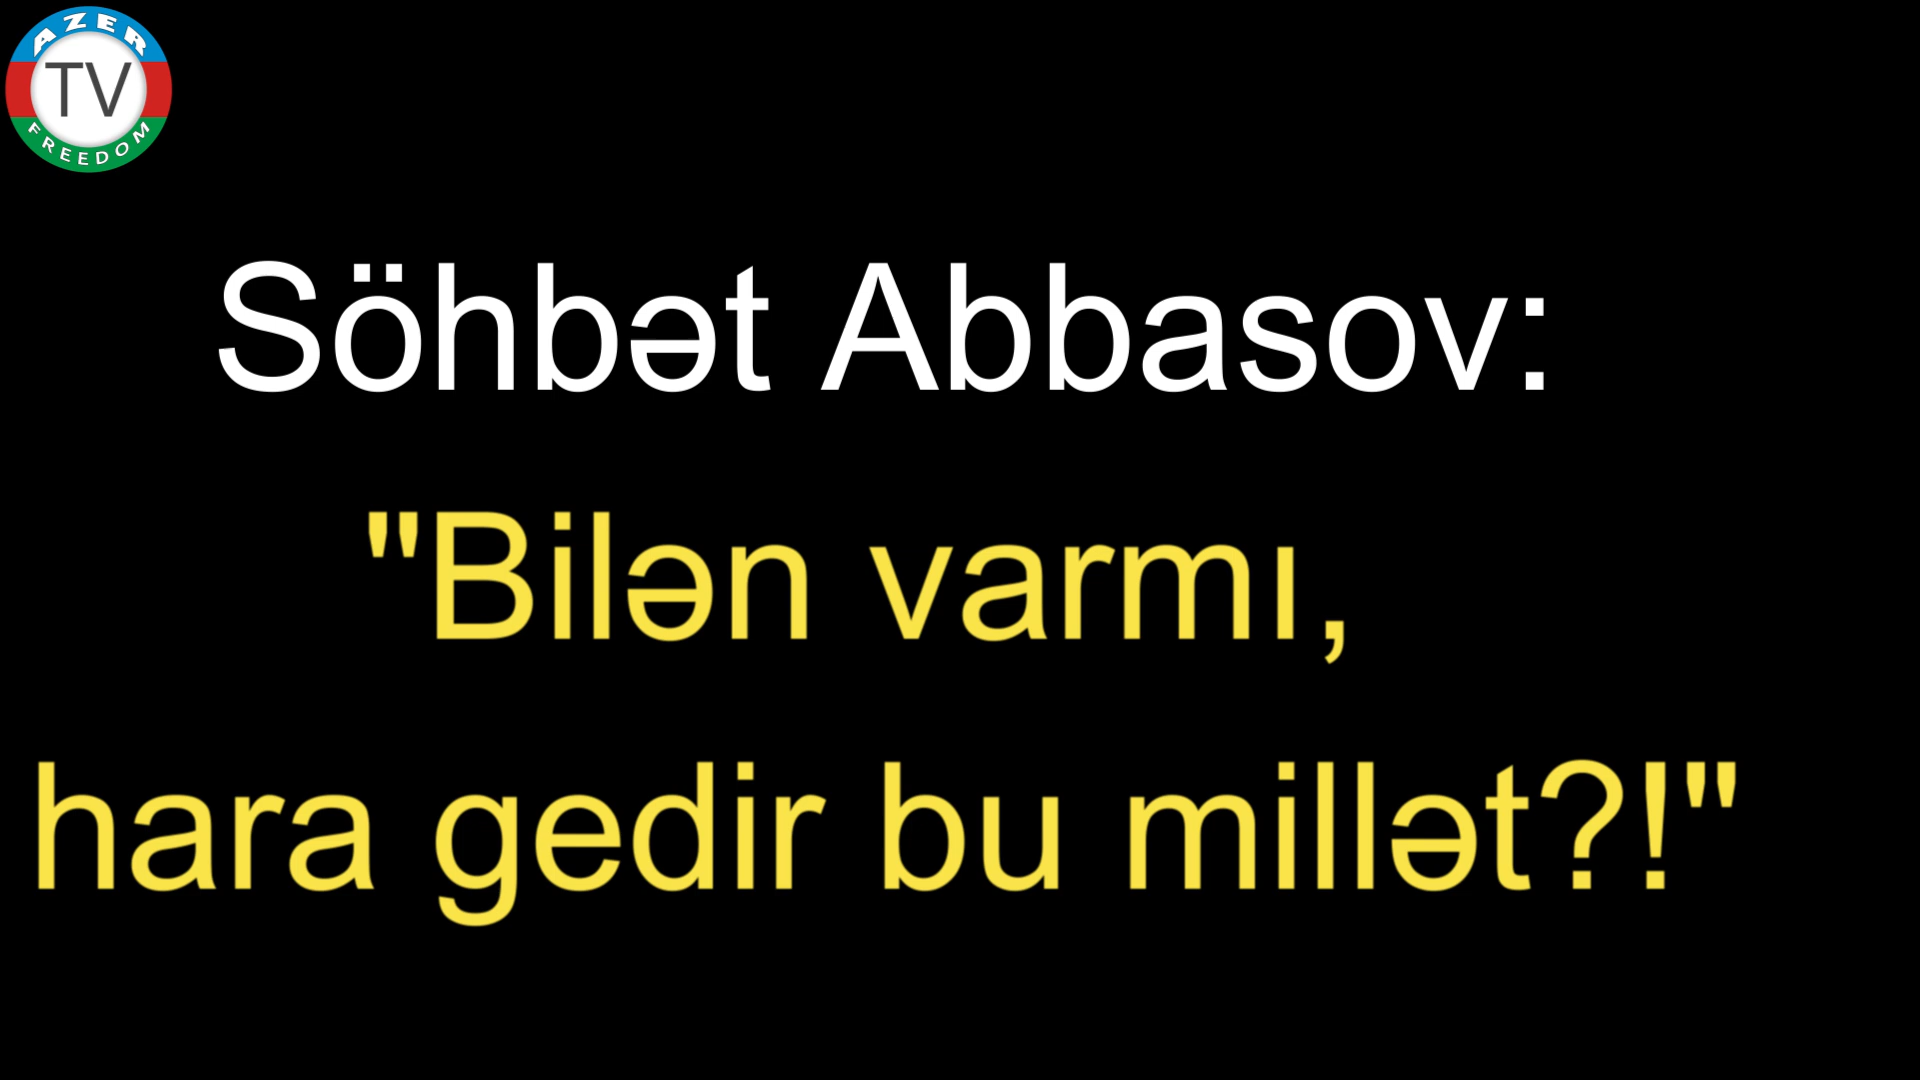 AZER
TV
FREEDOM
Söhbət Abbasov:
"Bilən varmı,
hara gedir bu millət?!"